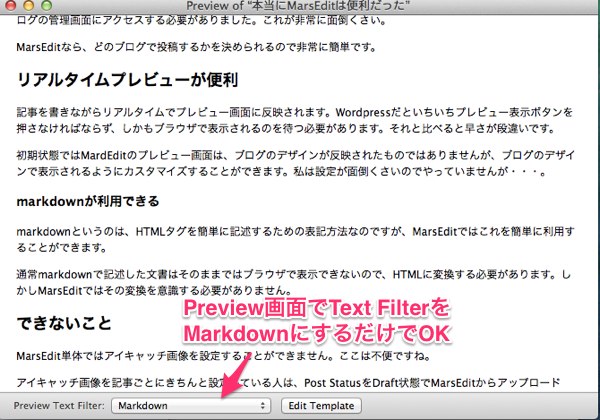 Preview of "本当にMarsEditは便利だった"
ログの管理画面にアクセスする必要がありました。これが非常に面倒くさい。
MarsEditなら、どのブログで投稿するかを決められるので非常に簡単です。
リアルタイムプレビューが便利
記事を書きながらリアルタイムでプレビュー画面に反映されます。Wordpressだといちいちプレビュー表示ボタンを
押さなければならず、しかもブラウザで表示されるのを待つ必要があります。それと比べると早さが段違いです。
初期状態ではMardEditのプレビュー画面は、ブログのデザインが反映されたものではありませんが、ブログのデザイ
ンで表示されるようにカスタマイズすることができます。私は設定が面倒くさいのでやっていませんが・・・。
markdownが利用できる
markdownというのは、HTMLタグを簡単に記述するための表記方法なのですが、MarsEditではこれを簡単に利用す
ることができます。
通常markdownで記述した文書はそのままではブラウザで表示できないので、HTMLに変換する必要があります。し
かしMarsEditではその変換を意識する必要がありません。
Preview画面でText Filterを
MarkdownにするだけでOK
できないこと
MarsEdit単体ではアイキャッチ画像を設定することができません。ここは不便ですね。
アイキャッチ画像を記事ごとにきちんと設定している人は、Post StatusをDraft状態でMarsEditからアップロード
Preview Text Filter: Markdown Edit Template